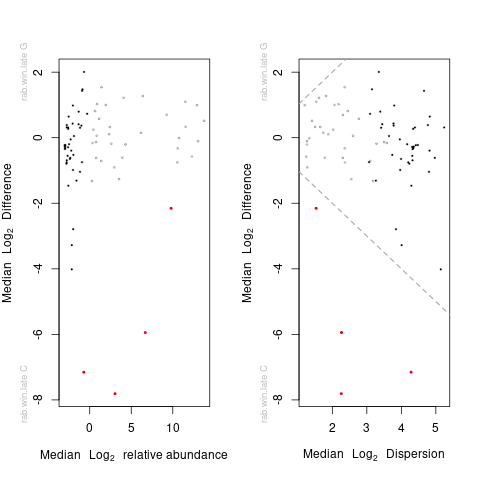 rab.win.late G
rab.win.late C
Median Log2 Difference
2
0
-2
-4
-6
-8
0 5 10
Median Log2 relative abundance
rab.win.late G
rab.win.late C
Median Log2 Difference
2
0
-2
-4
-6
-8
2 3 4 5
Median Log2 Dispersion